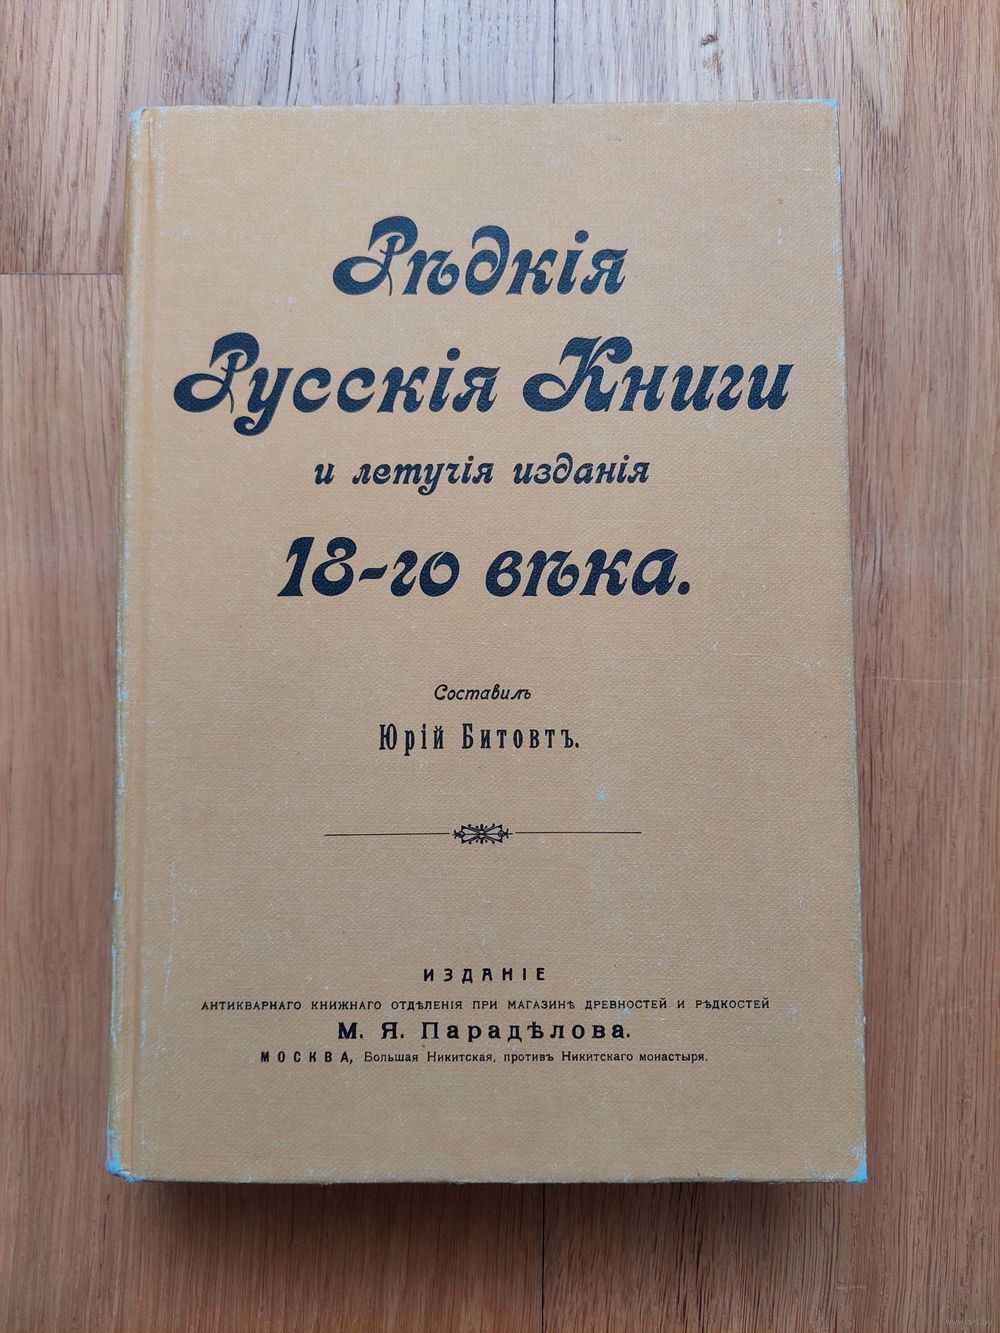 Рѣдкія
Русскія Книги
и летучія изданія
18-го вѣка.
Составилъ
Юрій Битовтъ.
ИЗДАНІЕ
АНТИКВАРНАГО КНИЖНАГО ОТДѢЛЕНІЯ ПРИ МАГАЗИНѢ ДРЕВНОСТЕЙ И РѢДКОСТЕЙ
М. Я. Парадѣлова.
МОСКВА, Большая Никитская, противъ Никитскаго монастыря.